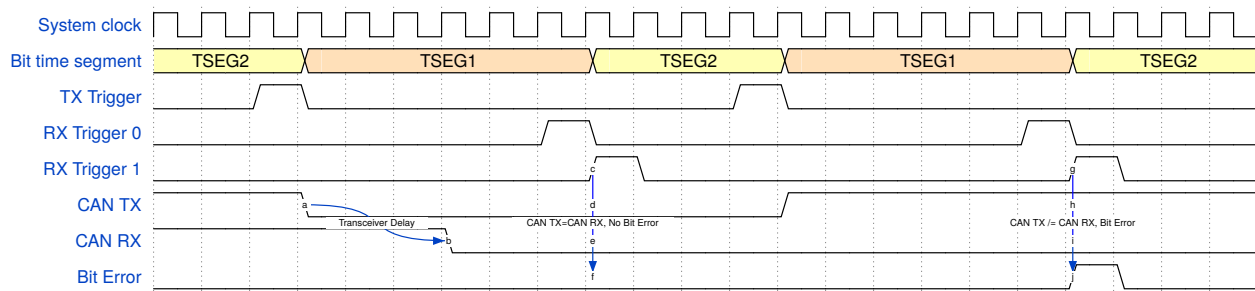 System clock
Bit time segment TSEG2 TSEG1 TSEG2 TSEG1 TSEG2
TX Trigger
RX Trigger 0
RX Trigger 1 c g
CAN TX a d h
Transceiver Delay CAN TX=CAN RX, No Bit Error CAN TX /= CAN RX, Bit Error
CAN RX b e i
Bit Error f j